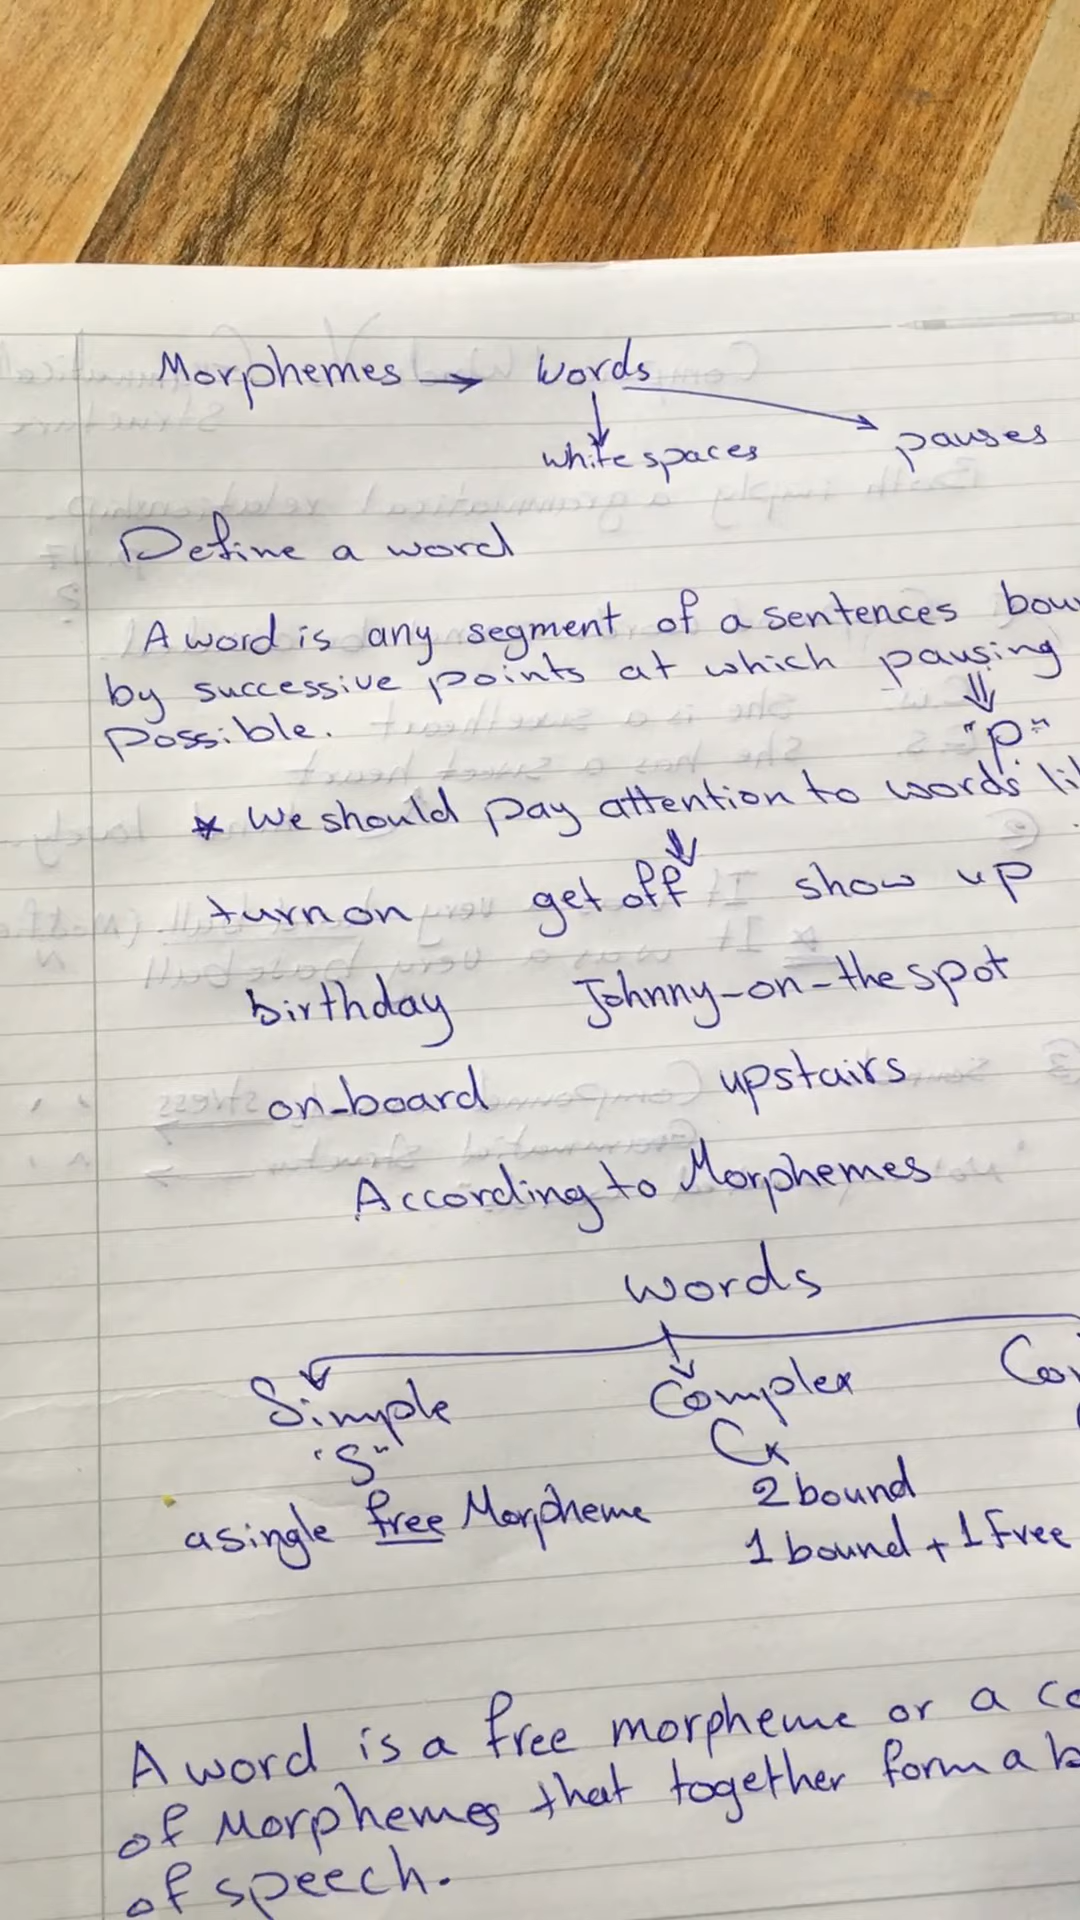 Morphemes → words
white spaces pauses
Define a word
A word is any segment of a sentences
by successive points at which pausing
possible.
"P"
* We should pay attention to words
turn on get off show up
birthday Johnny-on-the spot
on-board upstairs
According to Morphemes
words
Simple Complex
"S" Cx
a single free Morpheme 2 bound
1 bound + 1 Free
A word is a free morpheme or a
of Morphemes that together form a
of speech.